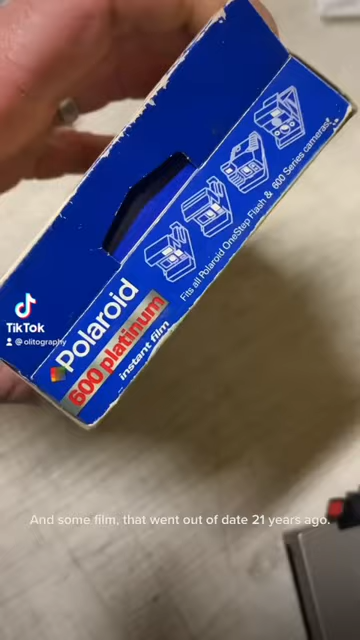 Fits all Polaroid OneStep Flash & 600 Series cameras!
Polaroid
600 platinum
instant film
TikTok
@olitography
And some film, that went out of date 21 years ago.